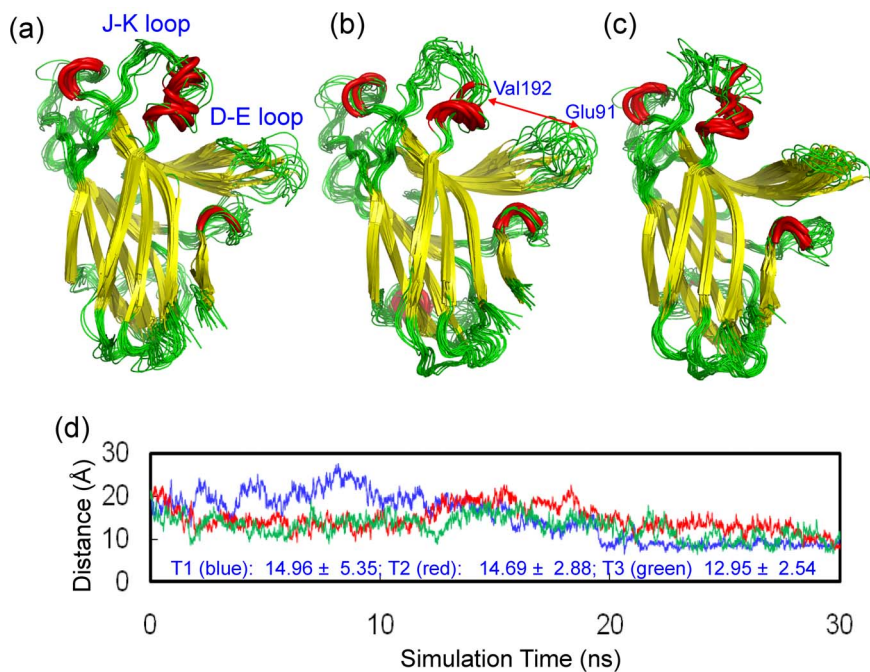 J-K loop
(a)
(b)
(c)
Val192
Glu91
D-E loop
(d)
30
20
10
0
Distance (Å)
T1 (blue): 14.96 ± 5.35; T2 (red): 14.69 ± 2.88; T3 (green) 12.95 ± 2.54
0
10
20
30
Simulation Time (ns)